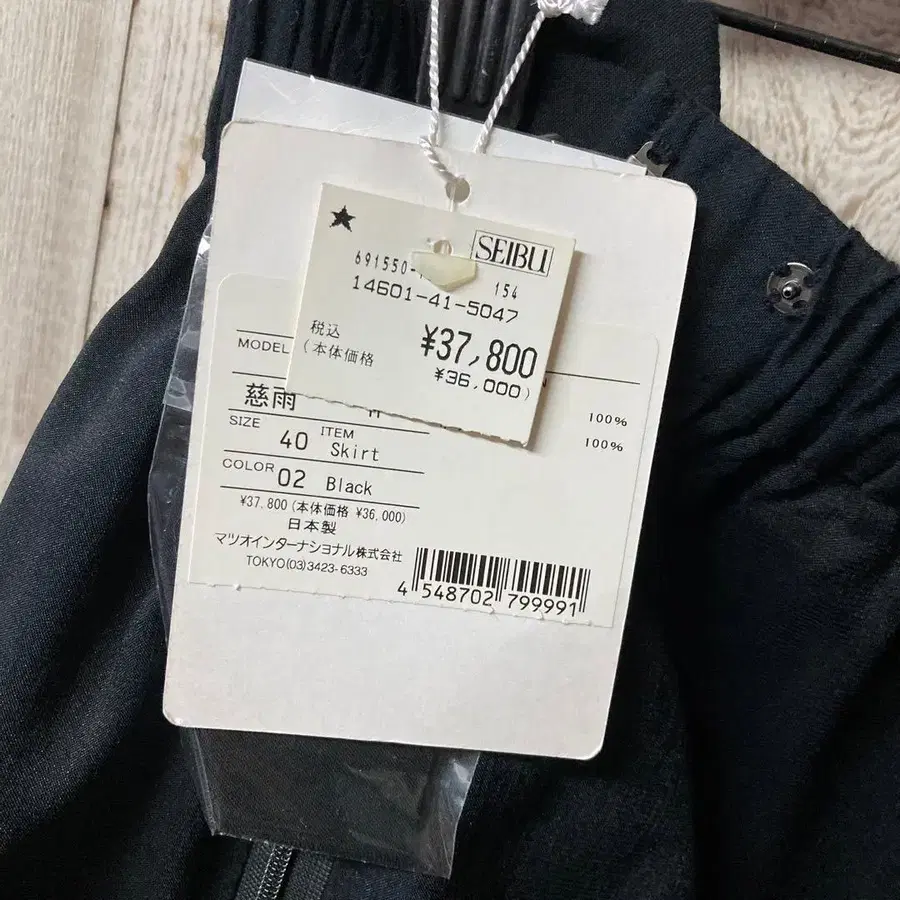 ★
SEIBU
691550-
154
14601-41-5047
税込
¥37,800
(本体価格
¥36,000)
MODEL
慈雨
100%
100%
SIZE 40 ITEM Skirt
COLOR 02 Black
¥37,800(本体価格 ¥36,000)
日本製
マツオインターナショナル株式会社
TOKYO(03)3423-6333
4 548702 799991